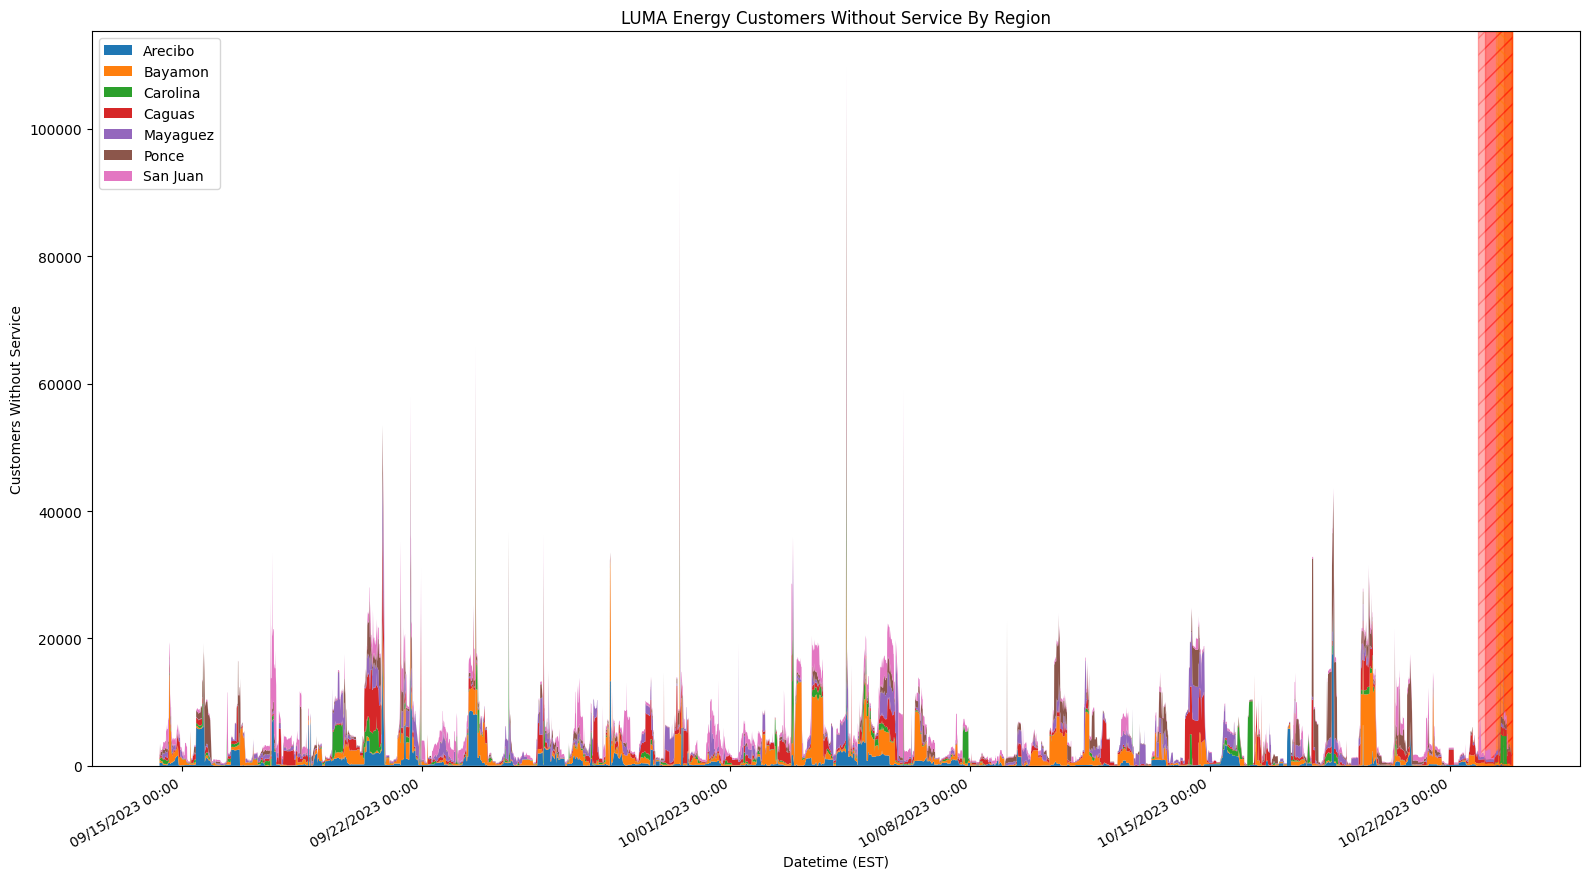 LUMA Energy Customers Without Service By Region
Arecibo
Bayamon
Carolina
Caguas
Mayaguez
Ponce
San Juan
100000
80000
60000
40000
20000
0
Customers Without Service
09/15/2023 00:00
09/22/2023 00:00
10/01/2023 00:00
10/08/2023 00:00
10/15/2023 00:00
10/22/2023 00:00
Datetime (EST)